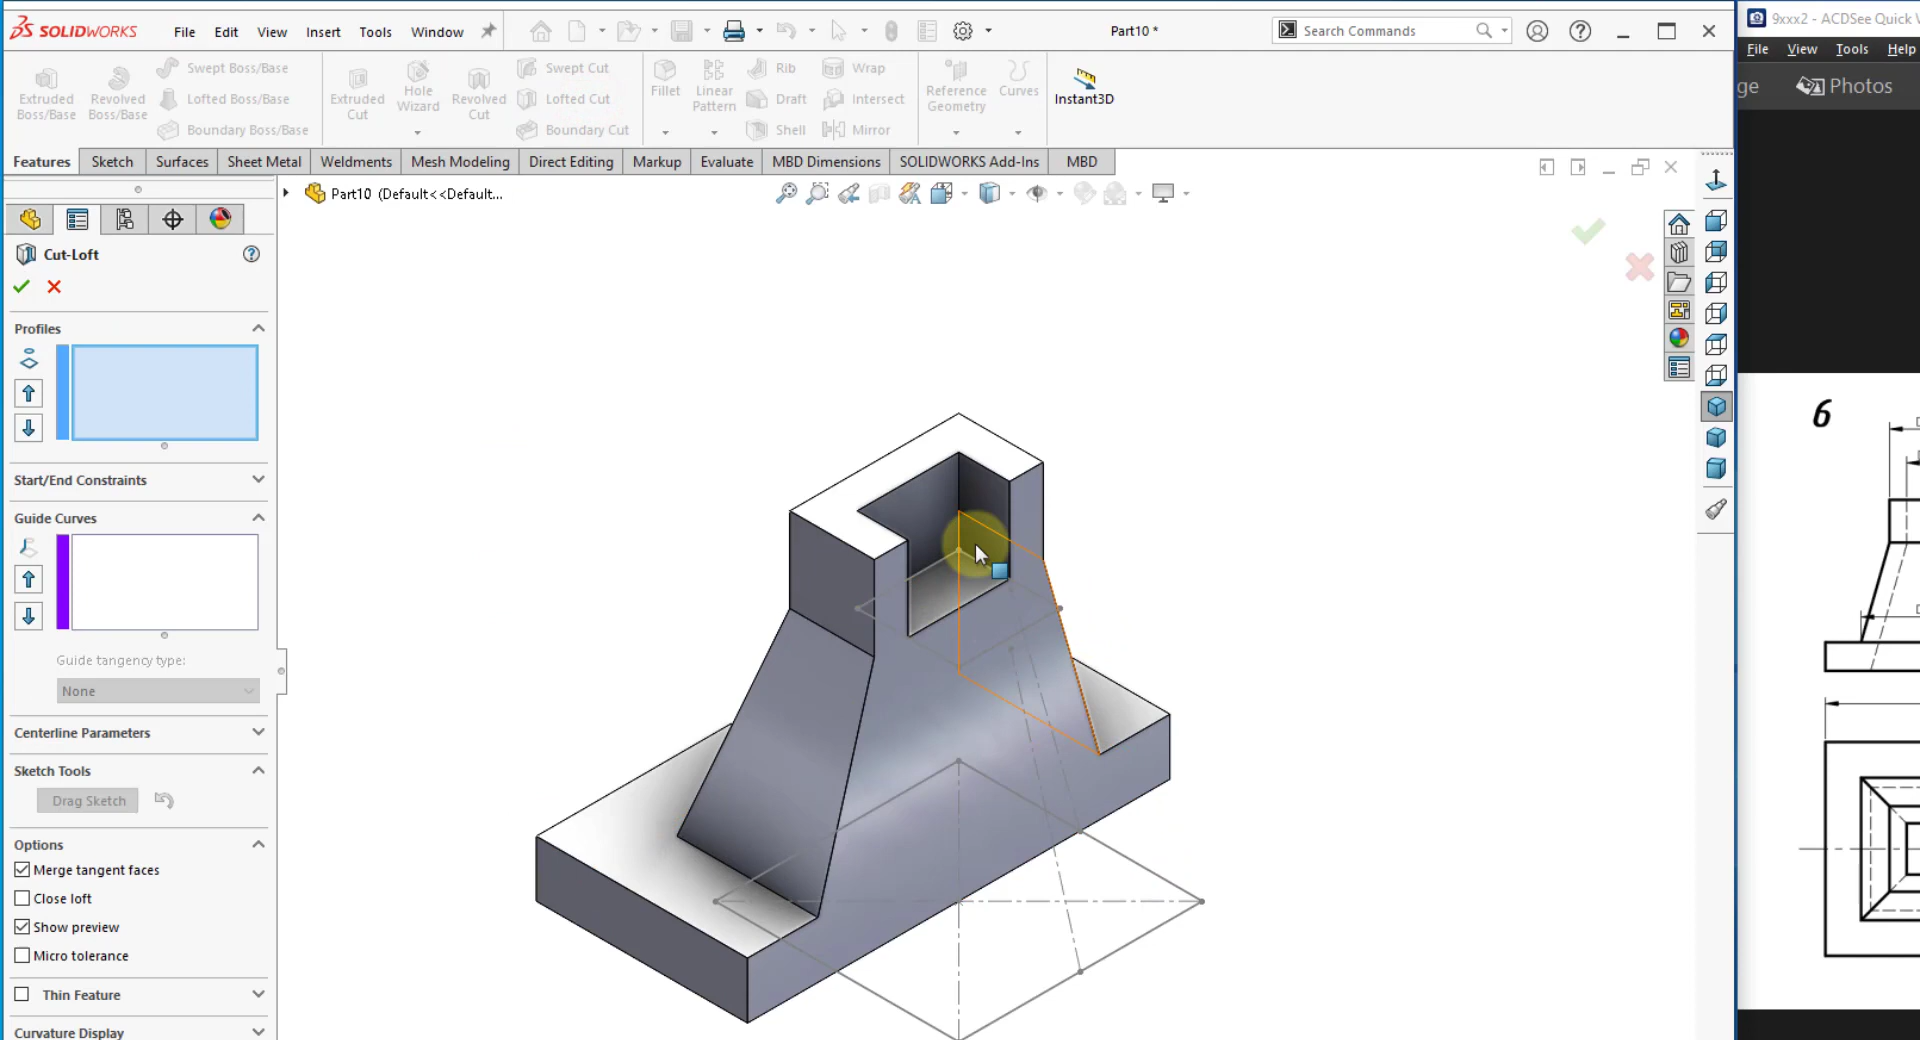 SOLIDWORKS
File Edit View Insert Tools Window
Part10 *
Search Commands
9xxx2 - ACDSee Quick
File View Tools Help
ge Photos
Extruded Boss/Base
Revolved Boss/Base
Swept Boss/Base
Lofted Boss/Base
Boundary Boss/Base
Extruded Cut
Hole Wizard
Revolved Cut
Swept Cut
Lofted Cut
Boundary Cut
Fillet
Linear Pattern
Rib
Draft
Shell
Wrap
Intersect
Mirror
Reference Geometry
Curves
Instant3D
Features Sketch Surfaces Sheet Metal Weldments Mesh Modeling Direct Editing Markup Evaluate MBD Dimensions SOLIDWORKS Add-Ins MBD
Part10 (Default<<Default...
Cut-Loft
Profiles
Start/End Constraints
Guide Curves
Guide tangency type:
None
Centerline Parameters
Sketch Tools
Drag Sketch
Options
Merge tangent faces
Close loft
Show preview
Micro tolerance
Thin Feature
Curvature Display
6